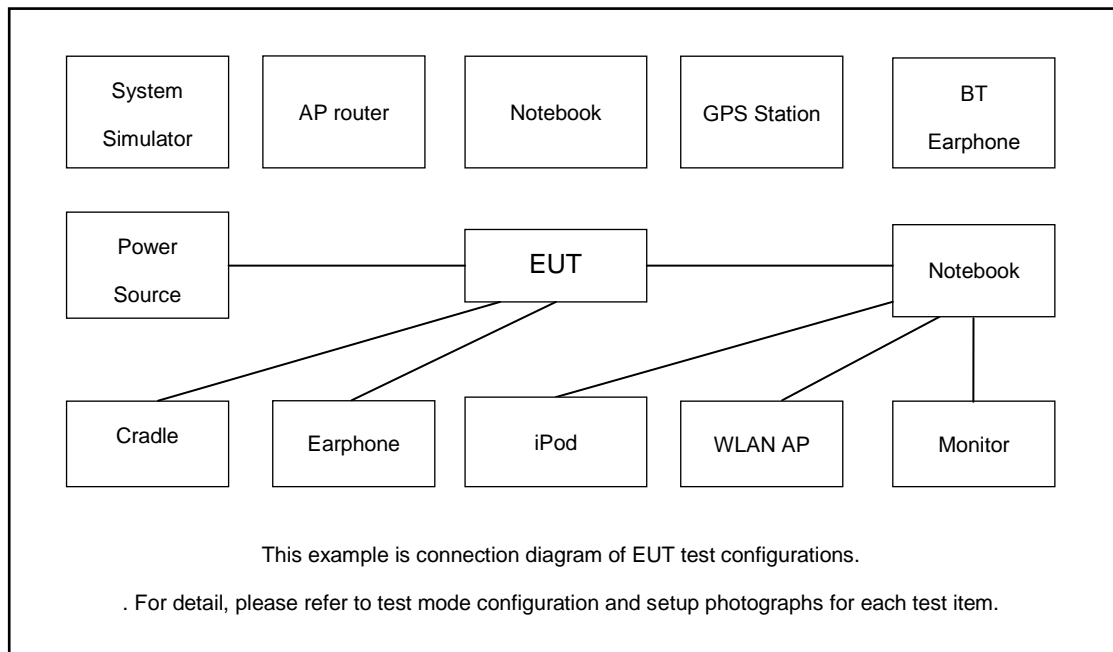 System
Simulator
AP router
Notebook
GPS Station
BT
Earphone
Power
Source
EUT
Notebook
Cradle
Earphone
iPod
WLAN AP
Monitor
This example is connection diagram of EUT test configurations.
. For detail, please refer to test mode configuration and setup photographs for each test item.